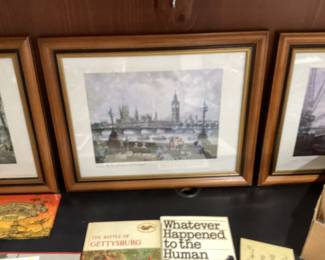 THE BATTLE OF
GETTYSBURG
Whatever
Happened
to the
Human